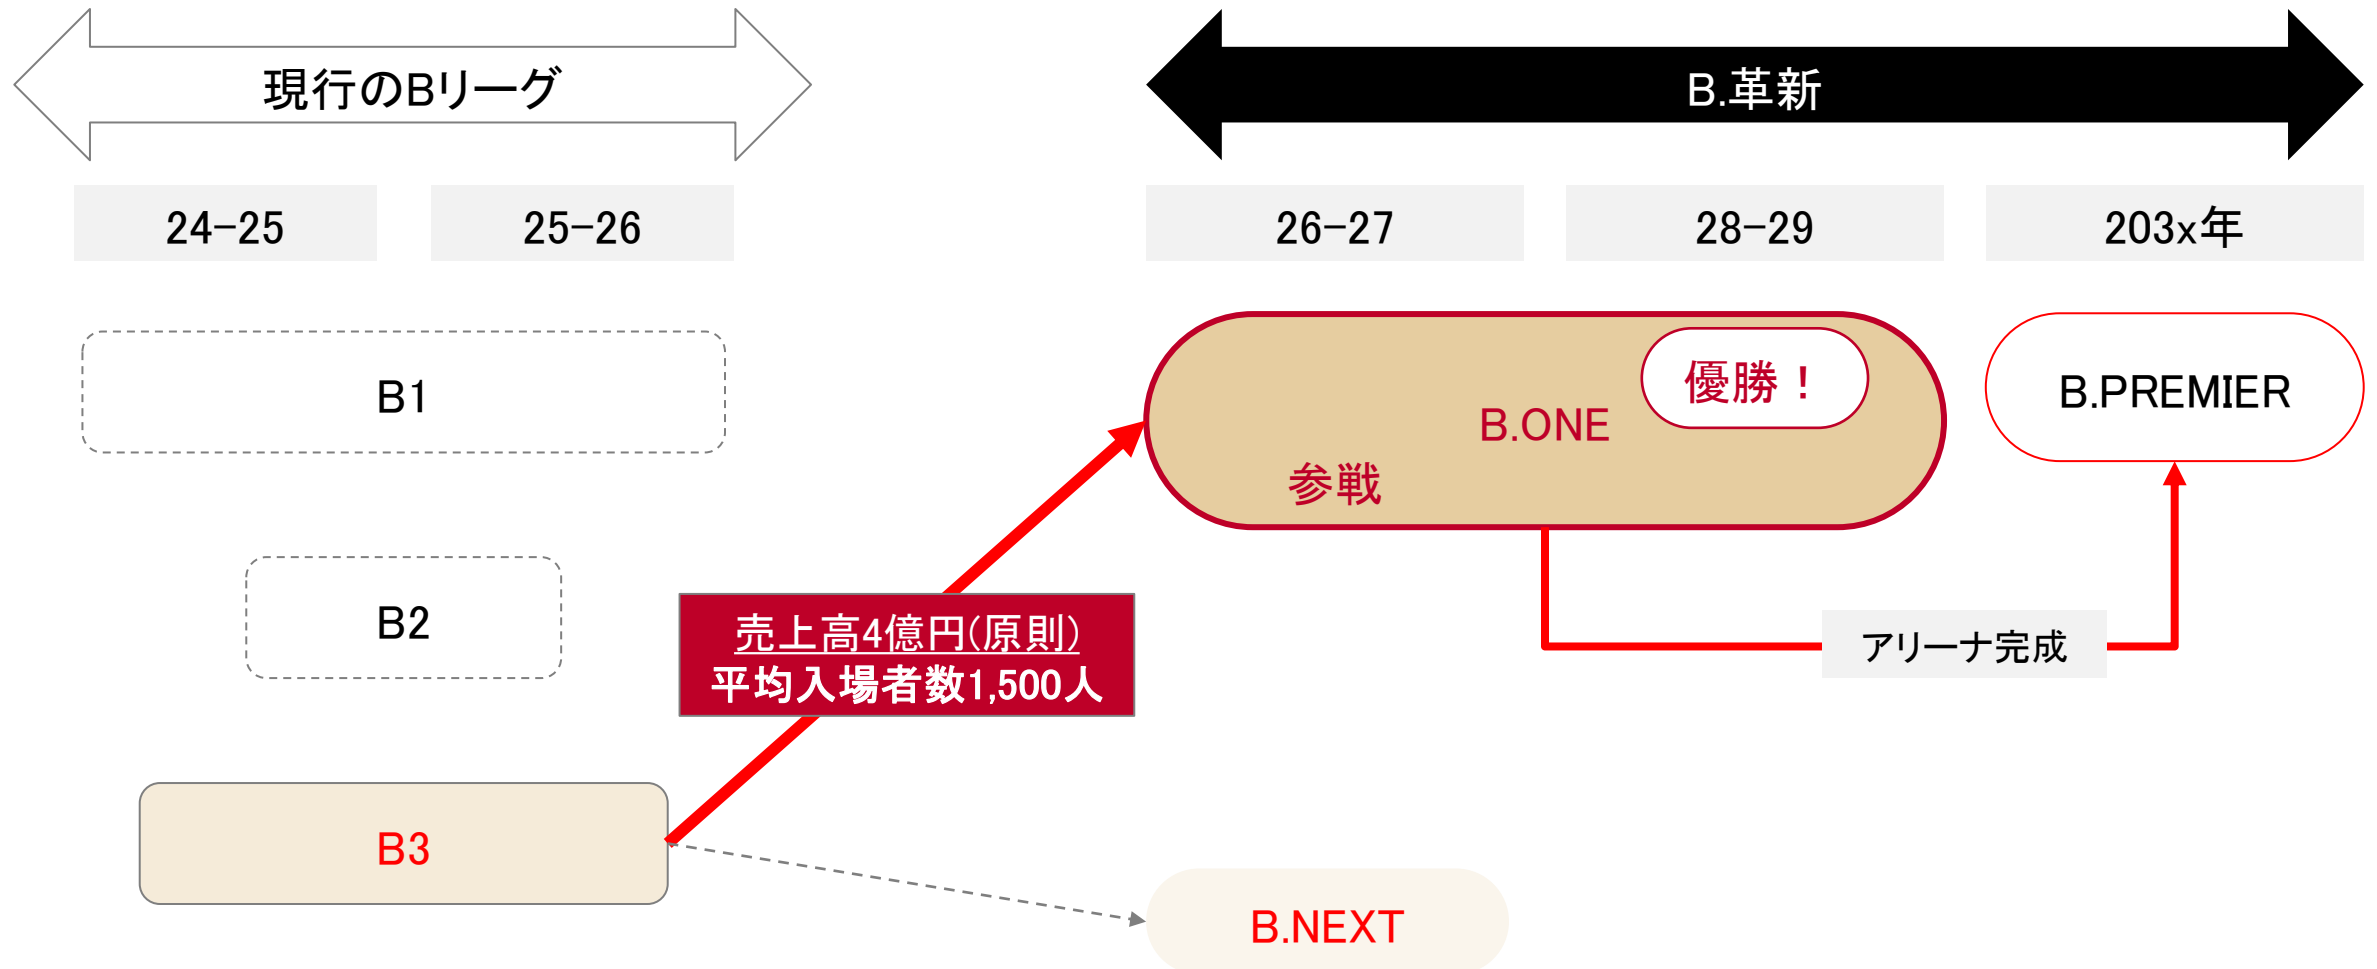 現行のBリーグ
B.革新
24-25
25-26
26-27
28-29
203x年
B1
優勝！
B.ONE
参戦
B.PREMIER
B2
売上高4億円(原則)
平均入場者数1,500人
アリーナ完成
B3
B.NEXT